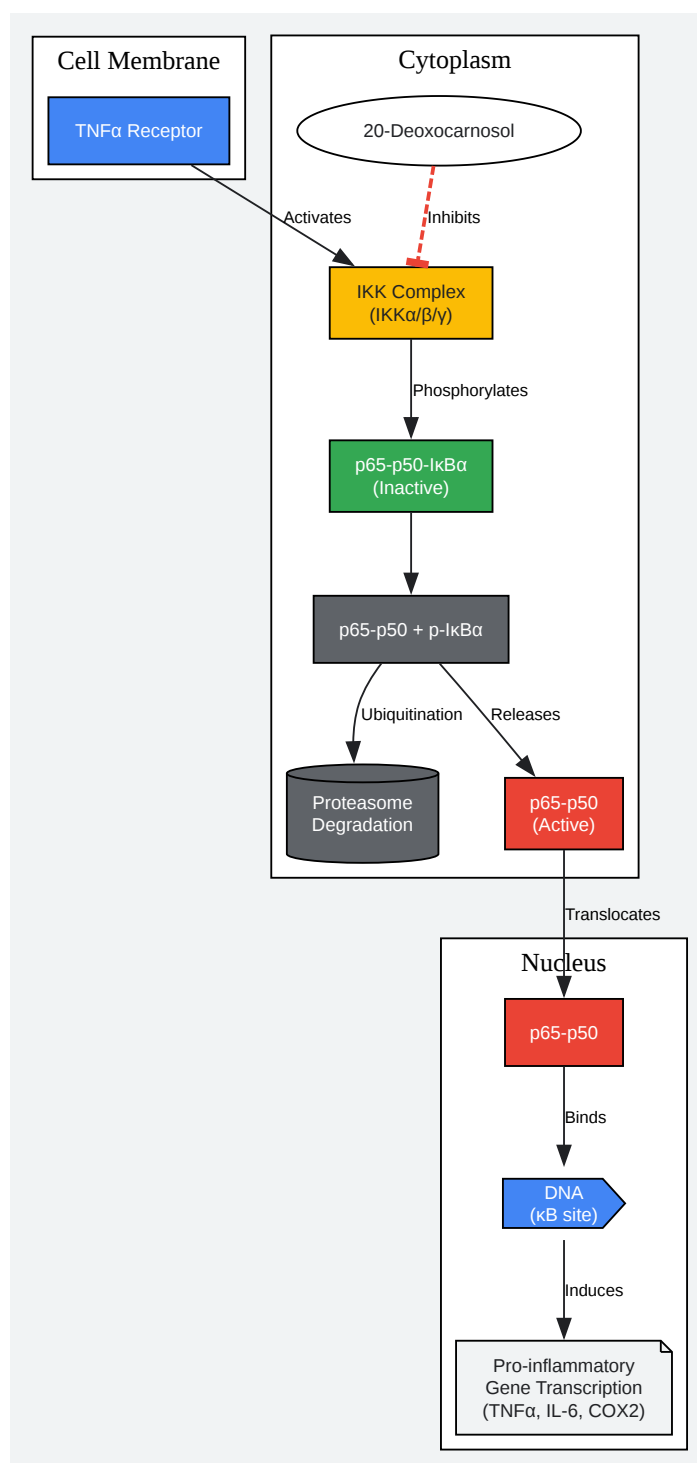 Cell Membrane
TNFα Receptor
Cytoplasm
20-Deoxocarnosol
Activates
Inhibits
IKK Complex
(IKKα/β/γ)
Phosphorylates
p65-p50-IκBα
(Inactive)
p65-p50 + p-IκBα
Ubiquitination
Releases
Proteasome
Degradation
p65-p50
(Active)
Translocates
Nucleus
p65-p50
Binds
DNA
(κB site)
Induces
Pro-inflammatory
Gene Transcription
(TNFα, IL-6, COX2)